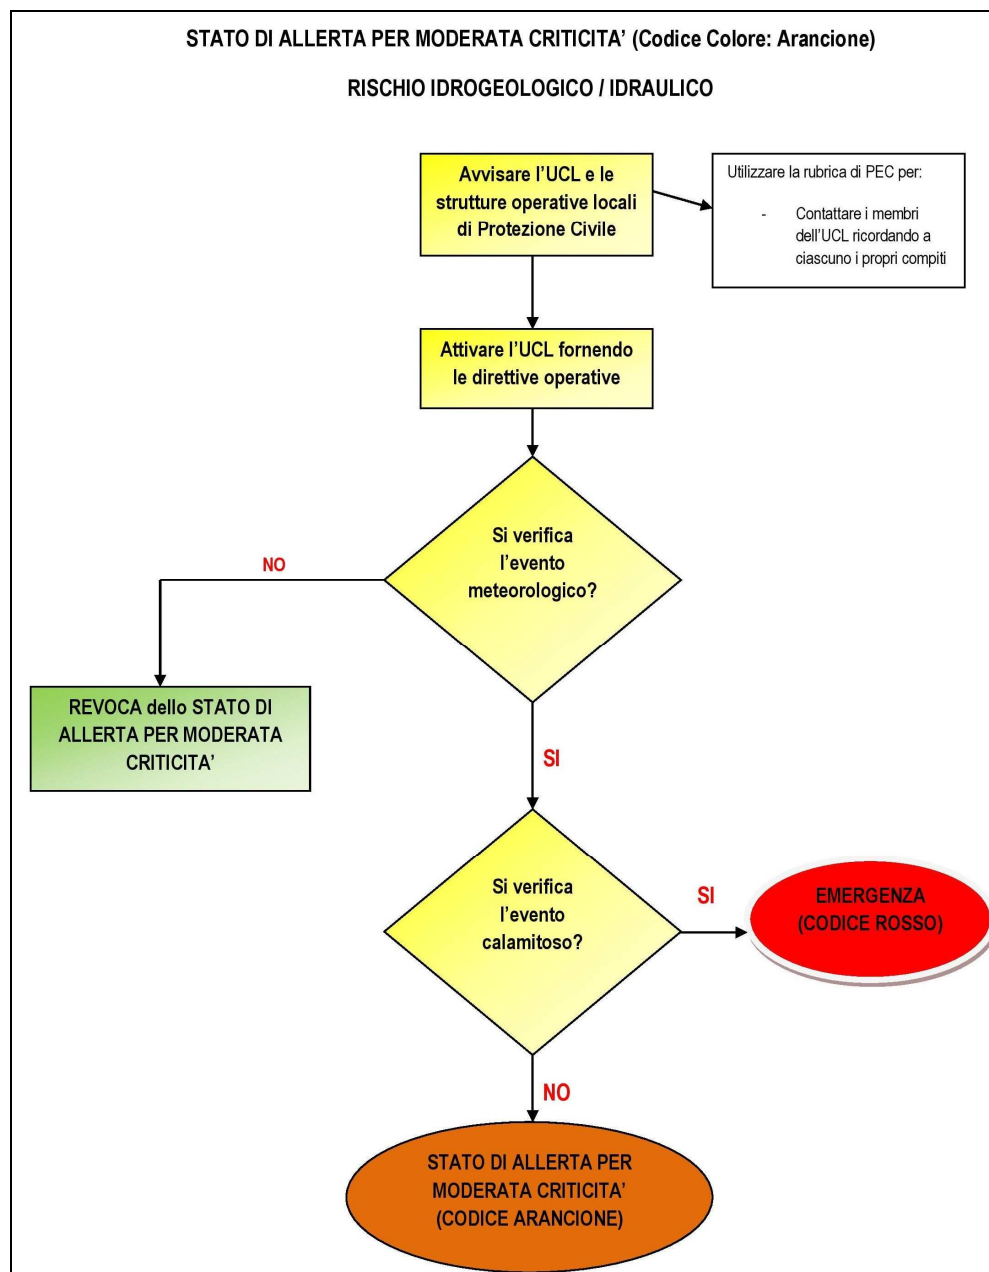 STATO DI ALLERTA PER MODERATA CRITICITA’ (Codice Colore: Arancione)
RISCHIO IDROGEOLOGICO / IDRAULICO
Avvisare l’UCL e le
strutture operative locali
di Protezione Civile
Utilizzare la rubrica di PEC per:
- Contattare i membri
dell’UCL ricordando a
ciascuno i propri compiti
Attivare l’UCL fornendo
le direttive operative
Si verifica
l’evento
meteorologico?
NO
REVOCA dello STATO DI
ALLERTA PER MODERATA
CRITICITA’
SI
Si verifica
l’evento
calamitoso?
SI
EMERGENZA
(CODICE ROSSO)
NO
STATO DI ALLERTA PER
MODERATA CRITICITA’
(CODICE ARANCIONE)